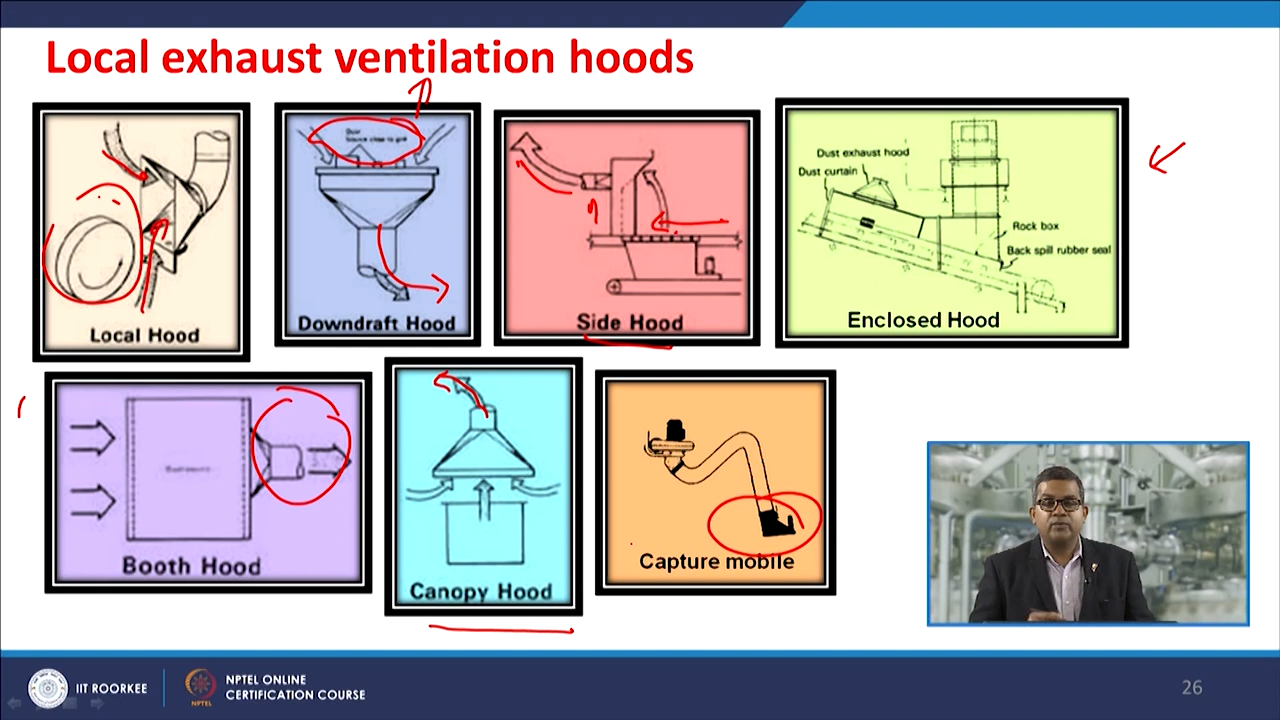 Local exhaust ventilation hoods
Local Hood
Downdraft Hood
Side Hood
Dust exhaust hood
Dust curtain
Rock box
Back spill rubber seal
Enclosed Hood
Booth Hood
Canopy Hood
Capture mobile
IIT ROORKEE
NPTEL ONLINE
CERTIFICATION COURSE
NPTEL
26